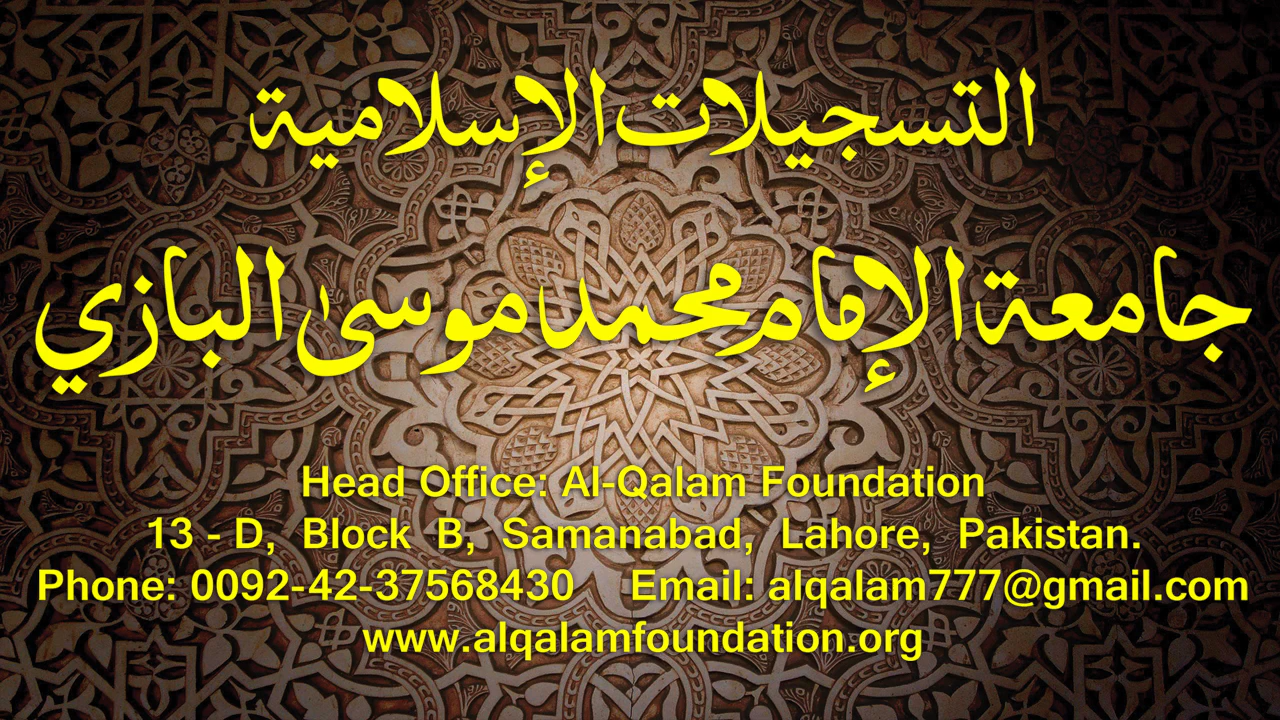 التسجيلات الإسلامية
جامعة الإمام محمد موسى البازي
Head Office: Al-Qalam Foundation
13 - D, Block B, Samanabad, Lahore, Pakistan.
Phone: 0092-42-37568430 Email: alqalam777@gmail.com
www.alqalamfoundation.org